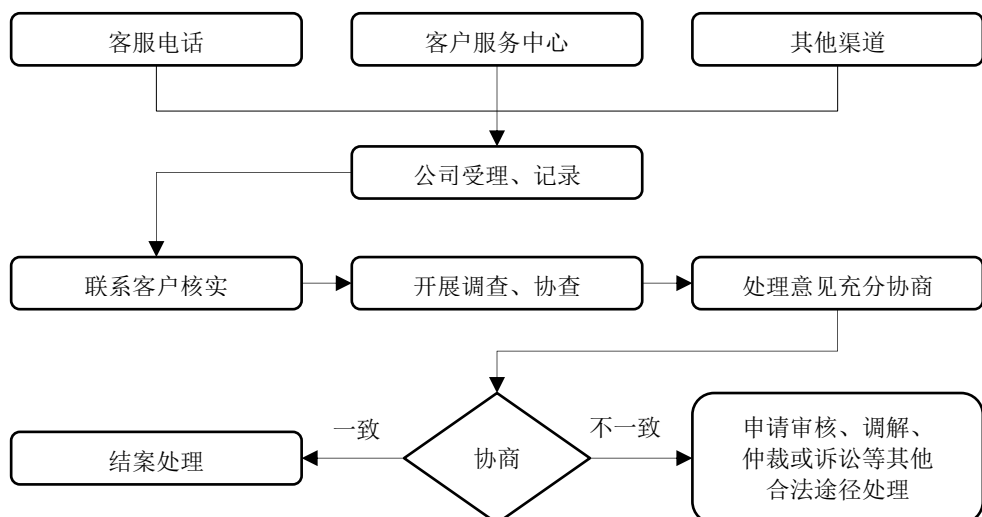 客服电话
客户服务中心
其他渠道
公司受理、记录
联系客户核实
开展调查、协查
处理意见充分协商
一致
不一致
结案处理
协商
申请审核、调解、
仲裁或诉讼等其他
合法途径处理